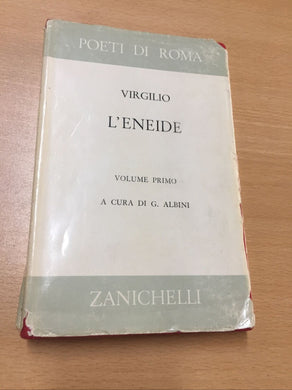 POETI DI ROMA
VIRGILIO
L'ENEIDE
VOLUME PRIMO
A CURA DI G. ALBINI
ZANICHELLI